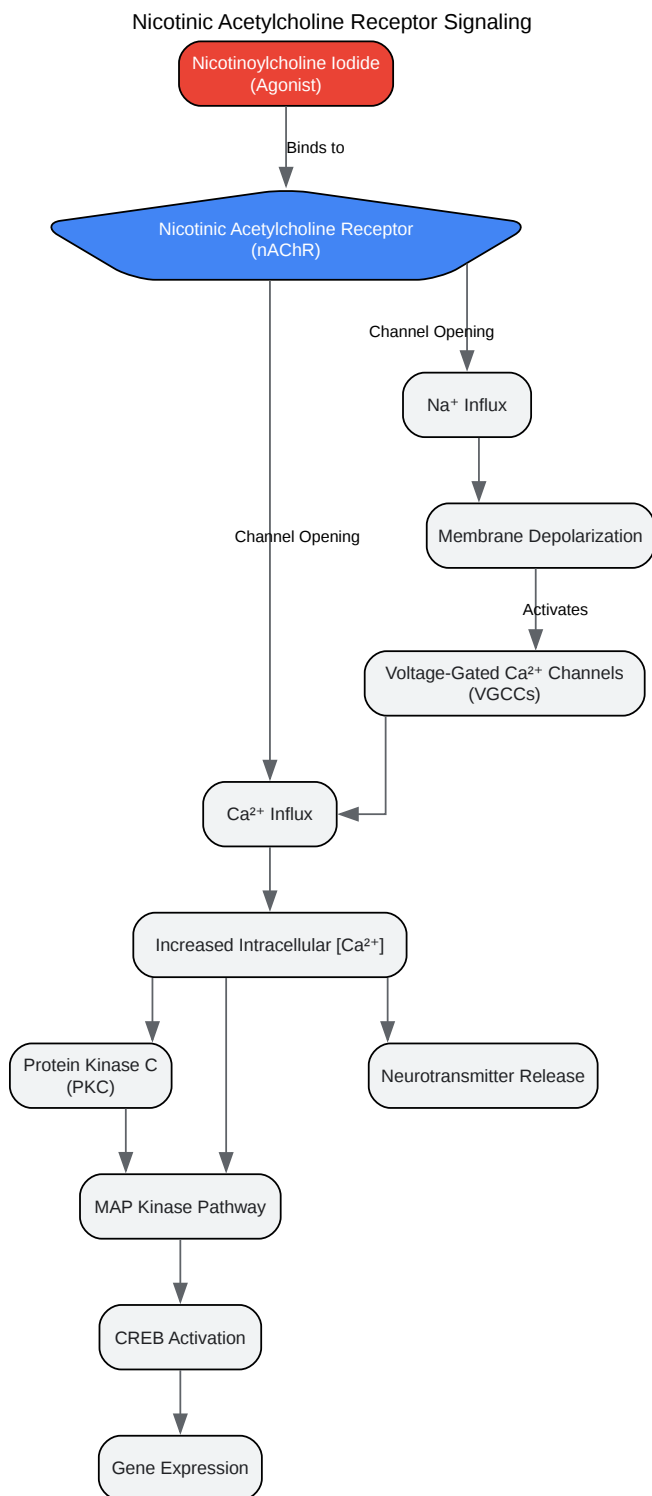 Nicotinic Acetylcholine Receptor Signaling
Nicotinoylcholine Iodide
(Agonist)
Binds to
Nicotinic Acetylcholine Receptor
(nAChR)
Channel Opening
Na⁺ Influx
Membrane Depolarization
Channel Opening
Activates
Voltage-Gated Ca²⁺ Channels
(VGCCs)
Ca²⁺ Influx
Increased Intracellular [Ca²⁺]
Protein Kinase C
(PKC)
Neurotransmitter Release
MAP Kinase Pathway
CREB Activation
Gene Expression